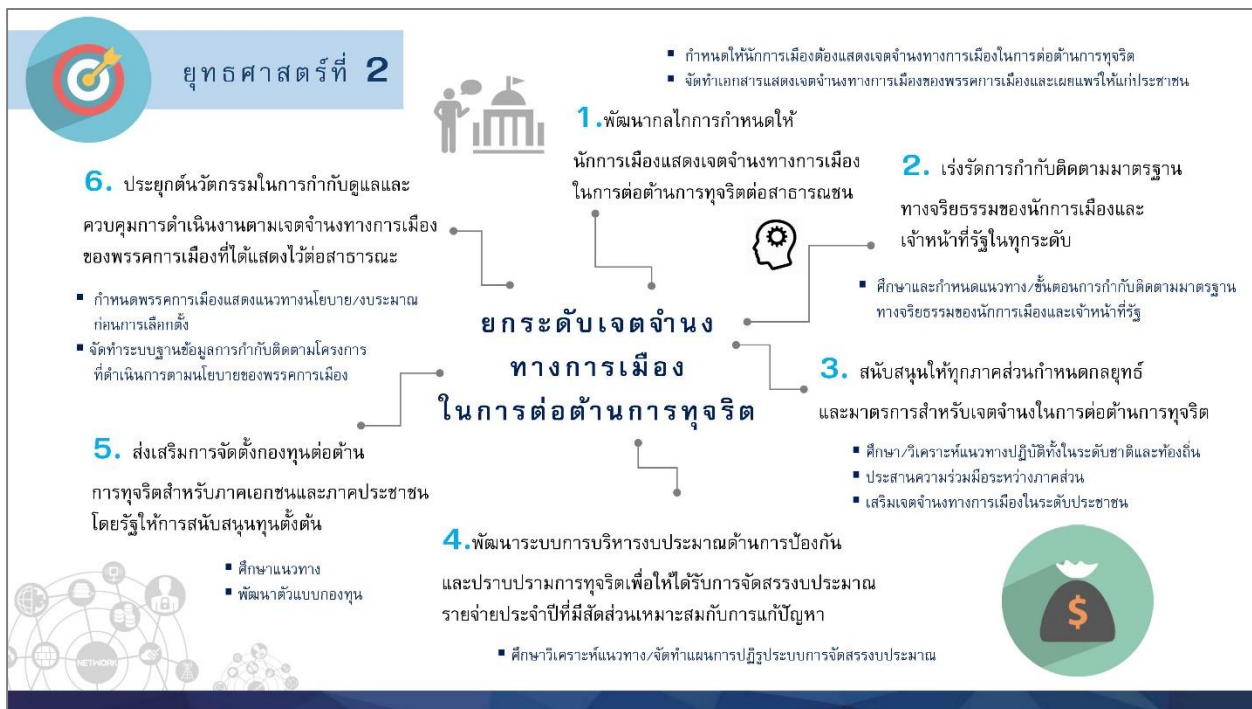 ยุทธศาสตร์ที่ 2
▪ กำหนดให้นักการเมืองต้องแสดงเจตจำนงทางการเมืองในการต่อต้านการทุจริต
▪ จัดทำเอกสารแสดงเจตจำนงทางการเมืองของพรรคการเมืองและเผยแพร่ให้แก่ประชาชน
1.พัฒนากลไกการกำหนดให้
นักการเมืองแสดงเจตจำนงทางการเมือง
ในการต่อต้านการทุจริตต่อสาธารณชน
2. เร่งรัดการกำกับติดตามมาตรฐาน
ทางจริยธรรมของนักการเมืองและ
เจ้าหน้าที่รัฐในทุกระดับ
▪ ศึกษาและกำหนดแนวทาง/ขั้นตอนการกำกับติดตามมาตรฐาน
ทางจริยธรรมของนักการเมืองและเจ้าหน้าที่รัฐ
ยกระดับเจตจำนง
ทางการเมือง
ในการต่อต้านการทุจริต
3. สนับสนุนให้ทุกภาคส่วนกำหนดกลยุทธ์
และมาตรการสำหรับเจตจำนงในการต่อต้านการทุจริต
▪ ศึกษา/วิเคราะห์แนวทางปฏิบัติทั้งในระดับชาติและท้องถิ่น
▪ ประสานความร่วมมือระหว่างภาคส่วน
▪ เสริมเจตจำนงทางการเมืองในระดับประชาชน
4.พัฒนาระบบการบริหารงบประมาณด้านการป้องกัน
และปราบปรามการทุจริตเพื่อให้ได้รับการจัดสรรงบประมาณ
รายจ่ายประจำปีที่มีสัดส่วนเหมาะสมกับการแก้ปัญหา
▪ ศึกษาวิเคราะห์แนวทาง/จัดทำแผนการปฏิรูประบบการจัดสรรงบประมาณ
5. ส่งเสริมการจัดตั้งกองทุนต่อต้าน
การทุจริตสำหรับภาคเอกชนและภาคประชาชน
โดยรัฐให้การสนับสนุนทุนตั้งต้น
▪ ศึกษาแนวทาง
▪ พัฒนาตัวแบบกองทุน
6. ประยุกต์นวัตกรรมในการกำกับดูแลและ
ควบคุมการดำเนินงานตามเจตจำนงทางการเมือง
ของพรรคการเมืองที่ได้แสดงไว้ต่อสาธารณะ
▪ กำหนดพรรคการเมืองแสดงแนวทางนโยบาย/งบประมาณ
ก่อนการเลือกตั้ง
▪ จัดทำระบบฐานข้อมูลการกำกับติดตามโครงการ
ที่ดำเนินการตามนโยบายของพรรคการเมือง
NETWORK
$